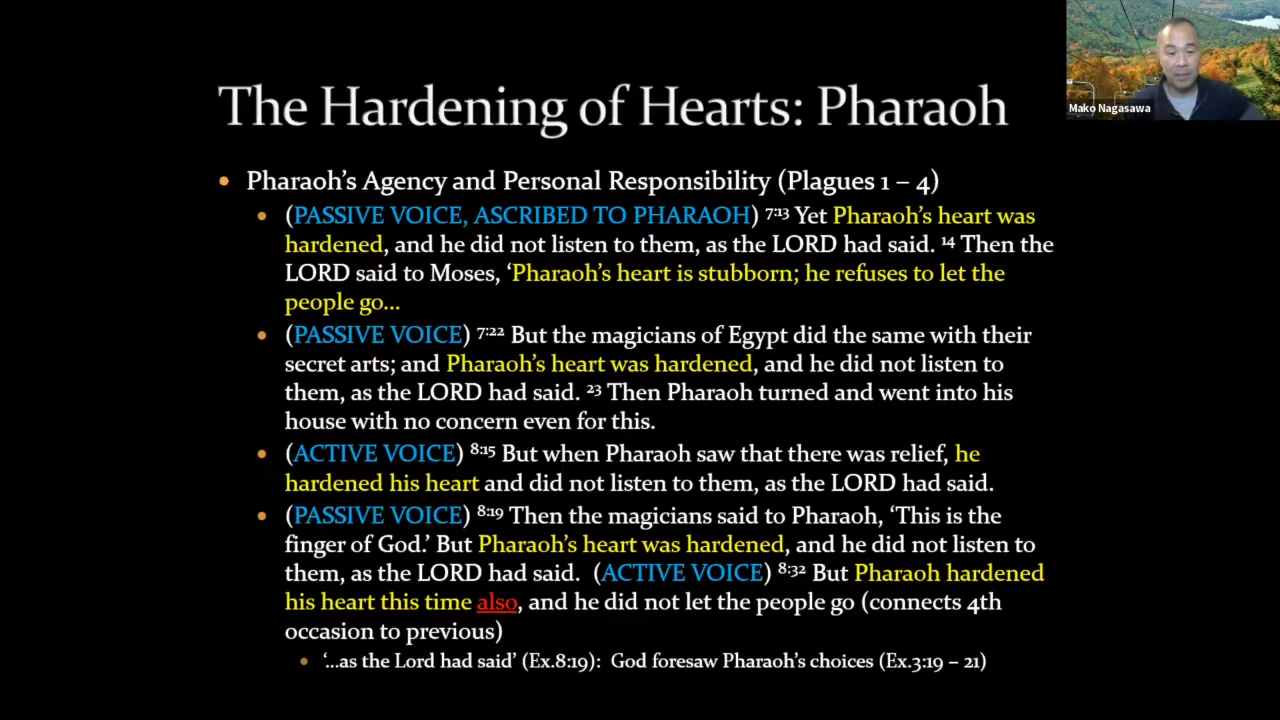 The Hardening of Hearts: Pharaoh
Mako Nagasawa
• Pharaoh’s Agency and Personal Responsibility (Plagues 1 – 4)
• (PASSIVE VOICE, ASCRIBED TO PHARAOH) 7:13 Yet Pharaoh’s heart was
hardened, and he did not listen to them, as the LORD had said. 14 Then the
LORD said to Moses, ‘Pharaoh’s heart is stubborn; he refuses to let the
people go…
• (PASSIVE VOICE) 7:22 But the magicians of Egypt did the same with their
secret arts; and Pharaoh’s heart was hardened, and he did not listen to
them, as the LORD had said. 23 Then Pharaoh turned and went into his
house with no concern even for this.
• (ACTIVE VOICE) 8:15 But when Pharaoh saw that there was relief, he
hardened his heart and did not listen to them, as the LORD had said.
• (PASSIVE VOICE) 8:19 Then the magicians said to Pharaoh, ‘This is the
finger of God.’ But Pharaoh’s heart was hardened, and he did not listen to
them, as the LORD had said. (ACTIVE VOICE) 8:32 But Pharaoh hardened
his heart this time also, and he did not let the people go (connects 4th
occasion to previous)
• ‘…as the Lord had said’ (Ex.8:19): God foresaw Pharaoh’s choices (Ex.3:19 – 21)